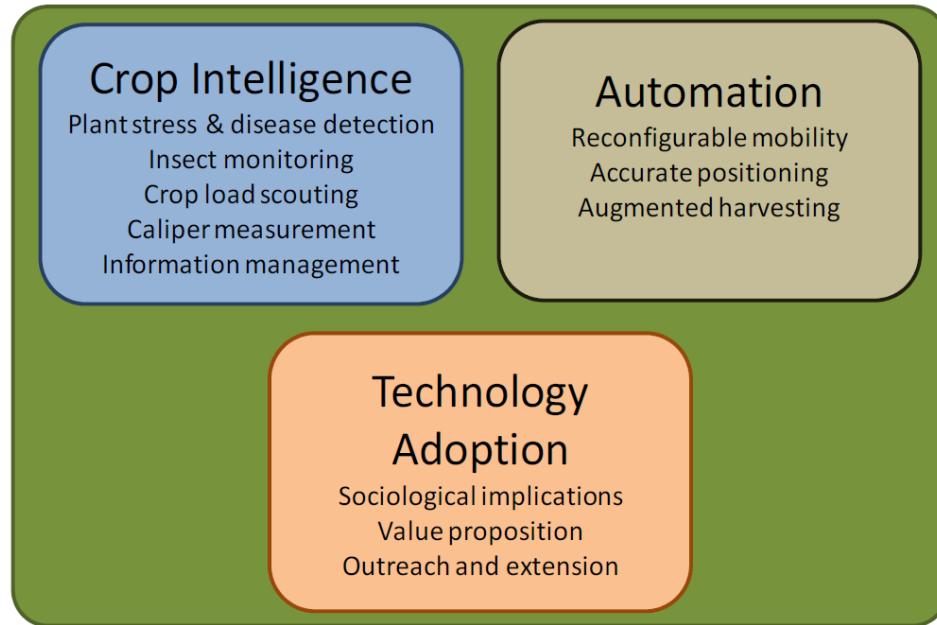 Crop Intelligence
Plant stress & disease detection
Insect monitoring
Crop load scouting
Caliper measurement
Information management
Automation
Reconfigurable mobility
Accurate positioning
Augmented harvesting
Technology
Adoption
Sociological implications
Value proposition
Outreach and extension